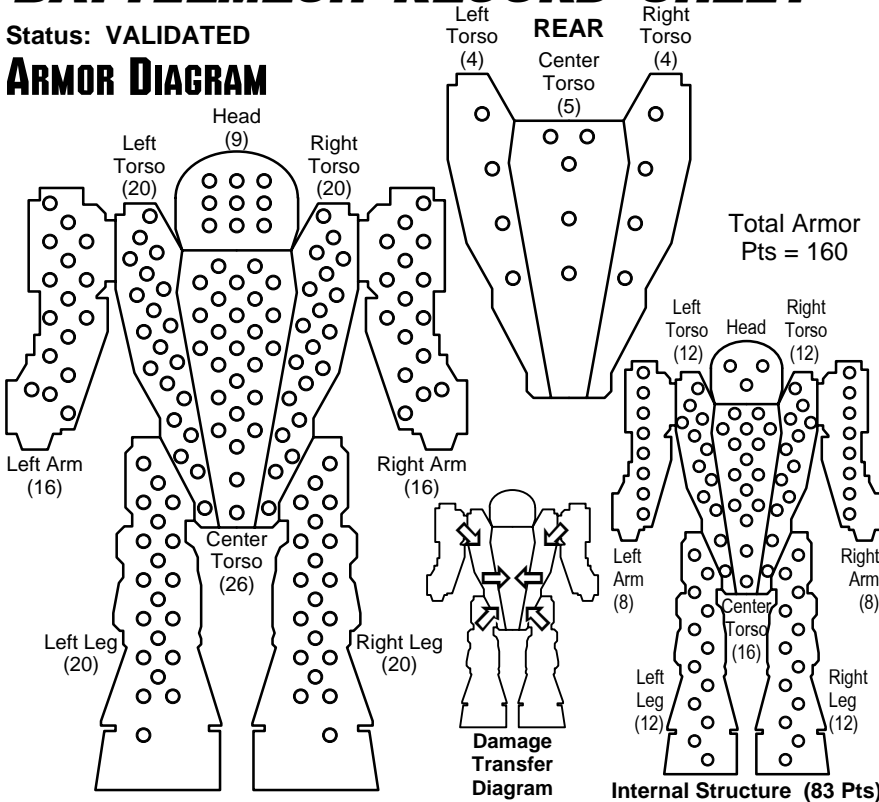 BATTLEMECH RECORD SHEET
Status: VALIDATED
ARMOR DIAGRAM
Head
(9)
Left
Torso
(20)
Right
Torso
(20)
Left Arm
(16)
Right Arm
(16)
Center
Torso
(26)
Left Leg
(20)
Right Leg
(20)
REAR
Left
Torso
(4)
Center
Torso
(5)
Right
Torso
(4)
Total Armor
Pts = 160
Left
Torso
(12)
Head
Right
Torso
(12)
Left
Arm
(8)
Right
Arm
(8)
Center
Torso
(16)
Left
Leg
(12)
Right
Leg
(12)
Damage
Transfer
Diagram
Internal Structure (83 Pts)